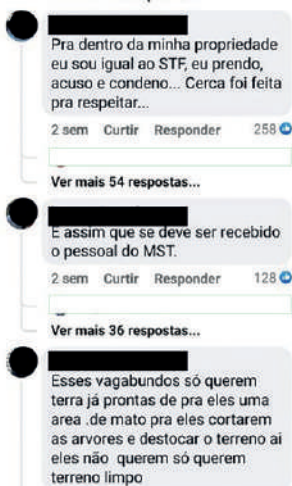 Pra dentro da minha propriedade
eu sou igual ao STF, eu prendo,
acuso e condeno... Cerca foi feita
pra respeitar...
2 sem Curtir Responder 258
Ver mais 54 respostas...
E assim que se deve ser recebido
o pessoal do MST.
2 sem Curtir Responder 128
Ver mais 36 respostas...
Esses vagabundos só querem
terra já prontas de pra eles uma
area .de mato pra eles cortarem
as arvores e destocar o terreno ai
eles não querem só querem
terreno limpo